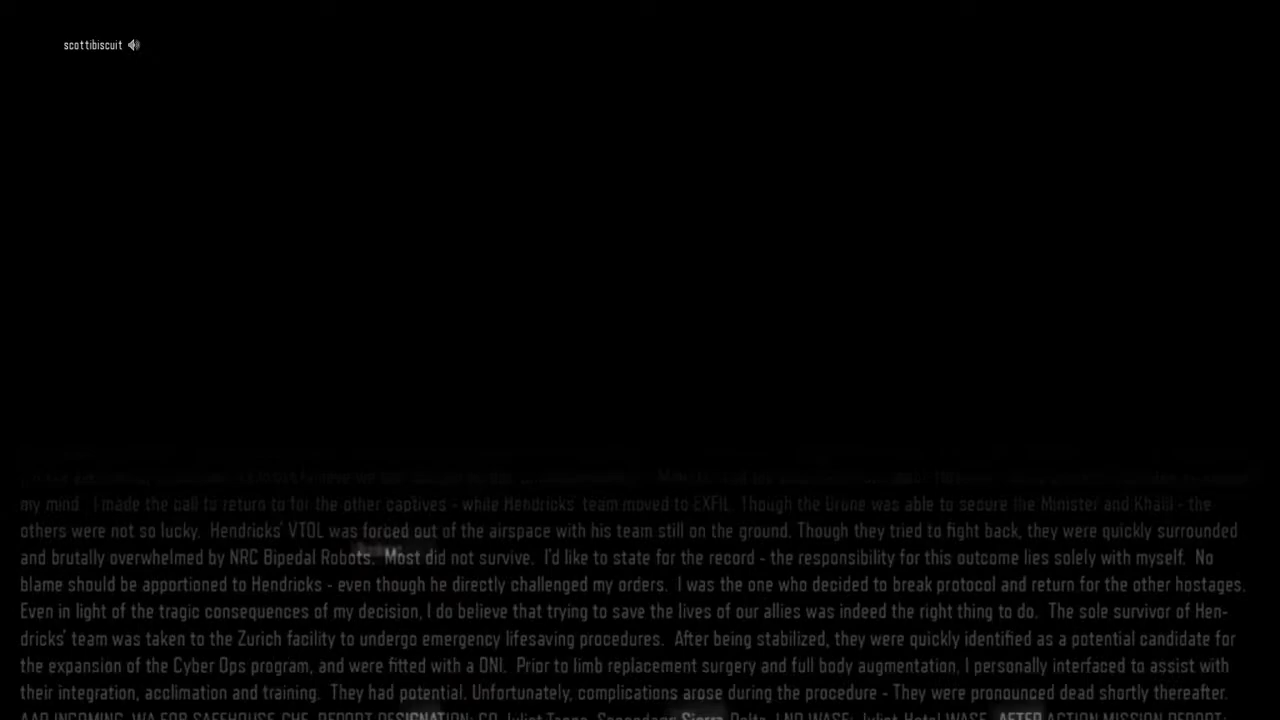 scottibiscuit
my mind. I made the call to return to for the other captives - while Hendricks' team moved to EXFIL. Though the Drone was able to secure the Minister and Khalil - the
others were not so lucky. Hendricks' VTOL was forced out of the airspace with his team still on the ground. Though they tried to fight back, they were quickly surrounded
and brutally overwhelmed by NRC Bipedal Robots. Most did not survive. I'd like to state for the record - the responsibility for this outcome lies solely with myself. No
blame should be apportioned to Hendricks - even though he directly challenged my orders. I was the one who decided to break protocol and return for the other hostages.
Even in light of the tragic consequences of my decision, I do believe that trying to save the lives of our allies was indeed the right thing to do. The sole survivor of Hen-
dricks' team was taken to the Zurich facility to undergo emergency lifesaving procedures. After being stabilized, they were quickly identified as a potential candidate for
the expansion of the Cyber Ops program, and were fitted with a DNI. Prior to limb replacement surgery and full body augmentation, I personally interfaced to assist with
their integration, acclimation and training. They had potential. Unfortunately, complications arose during the procedure - They were pronounced dead shortly thereafter.